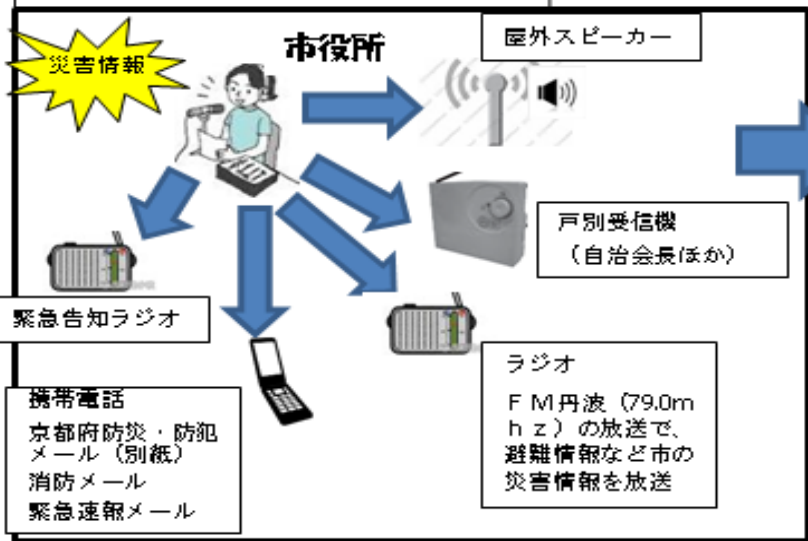 災害情報
市役所
屋外スピーカー
戸別受信機
（自治会長ほか）
緊急告知ラジオ
携帯電話
京都府防災・防犯
メール（別紙）
消防メール
緊急速報メール
ラジオ
ＦＭ丹波（79.0m
ｈｚ）の放送で、
避難情報など市の
災害情報を放送